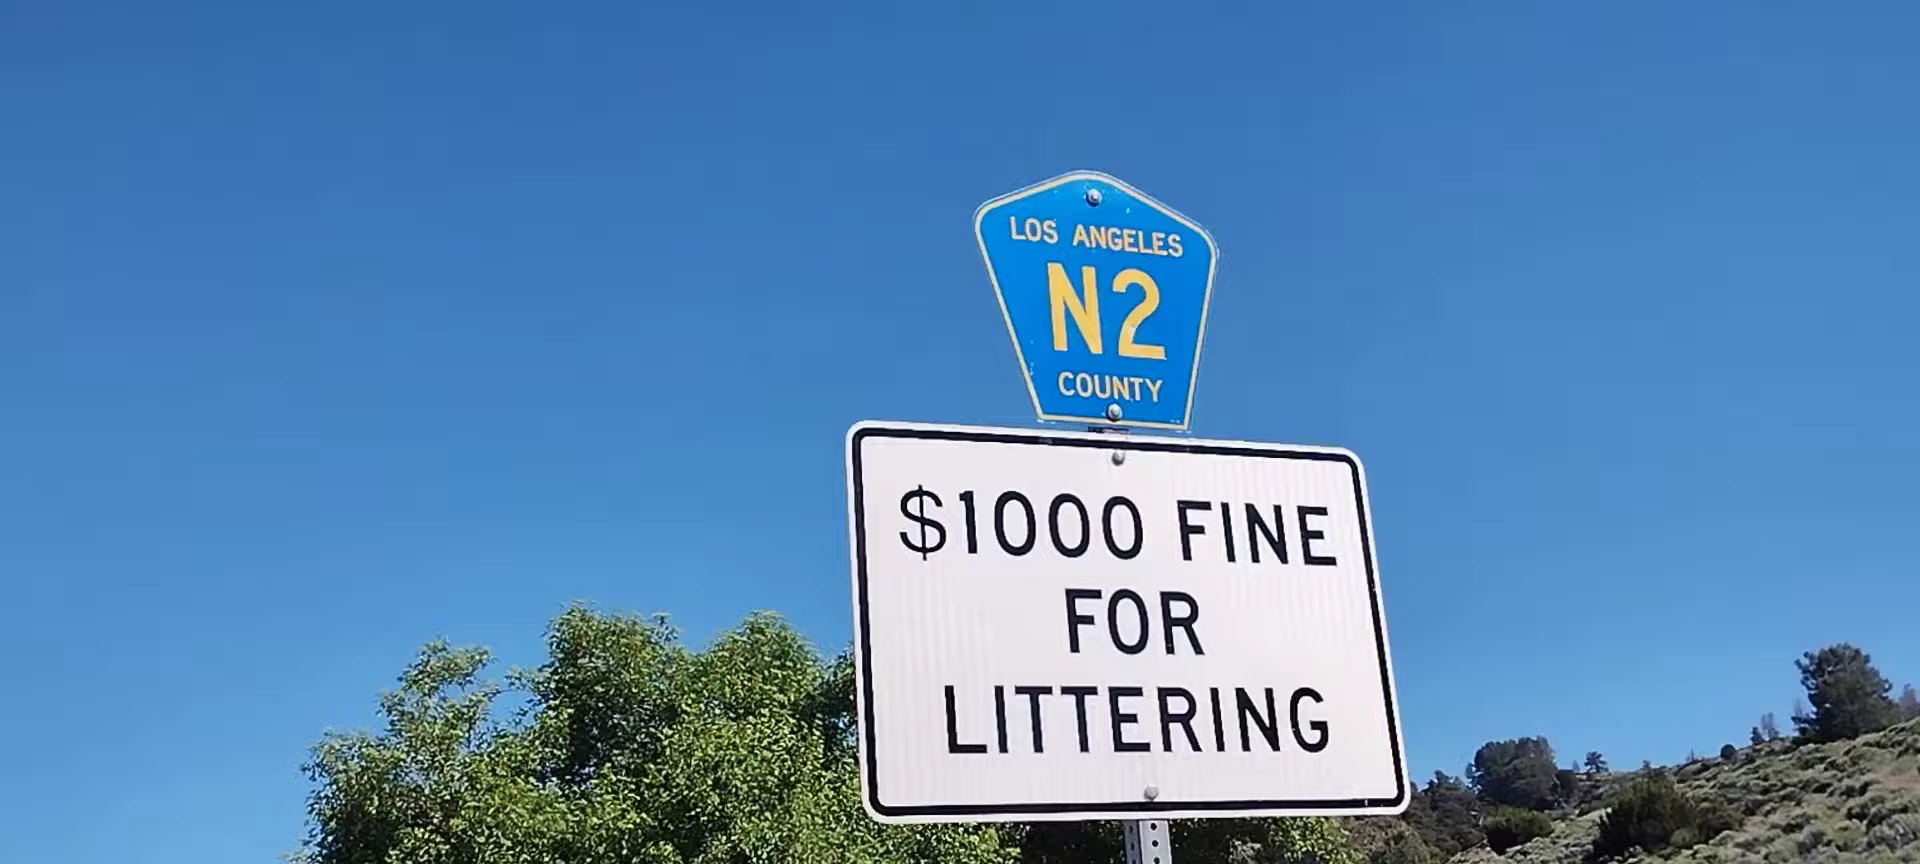 LOS ANGELES
N2
COUNTY
$1000 FINE
FOR
LITTERING